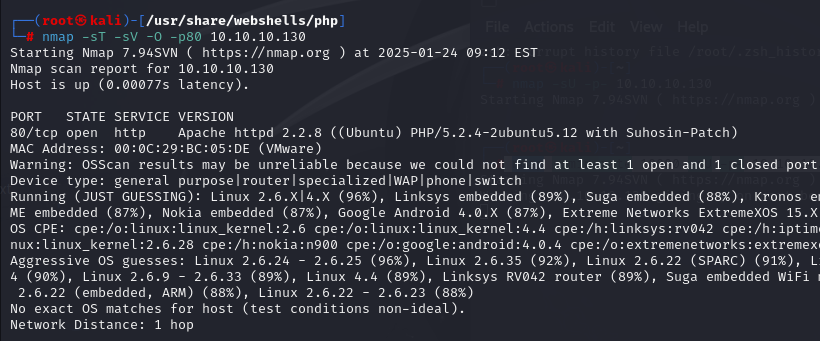 File Actions Edit View Help
┌──(root㉿kali)-[/usr/share/webshells/php]
└─# nmap -sT -sV -O -p80 10.10.10.130
Starting Nmap 7.94SVN ( https://nmap.org ) at 2025-01-24 09:12 EST
Nmap scan report for 10.10.10.130
Host is up (0.00077s latency).
PORT   STATE SERVICE VERSION
80/tcp open  http    Apache httpd 2.2.8 ((Ubuntu) PHP/5.2.4-2ubuntu5.12 with Suhosin-Patch)
MAC Address: 00:0C:29:BC:05:DE (VMware)
Warning: OSScan results may be unreliable because we could not find at least 1 open and 1 closed port
Device type: general purpose|router|specialized|WAP|phone|switch
Running (JUST GUESSING): Linux 2.6.X|4.X (96%), Linksys embedded (89%), Suga embedded (88%), Kronos em
ME embedded (87%), Nokia embedded (87%), Google Android 4.0.X (87%), Extreme Networks ExtremeXOS 15.X
OS CPE: cpe:/o:linux:linux_kernel:2.6 cpe:/o:linux:linux_kernel:4.4 cpe:/h:linksys:rv042 cpe:/h:iptime
nux:linux_kernel:2.6.28 cpe:/h:nokia:n900 cpe:/o:google:android:4.0.4 cpe:/o:extremenetworks:extremexo
Aggressive OS guesses: Linux 2.6.24 - 2.6.25 (96%), Linux 2.6.35 (92%), Linux 2.6.22 (SPARC) (91%), Li
4 (90%), Linux 2.6.9 - 2.6.33 (89%), Linux 4.4 (89%), Linksys RV042 router (89%), Suga embedded WiFi m
 2.6.22 (embedded, ARM) (88%), Linux 2.6.22 - 2.6.23 (88%)
No exact OS matches for host (test conditions non-ideal).
Network Distance: 1 hop